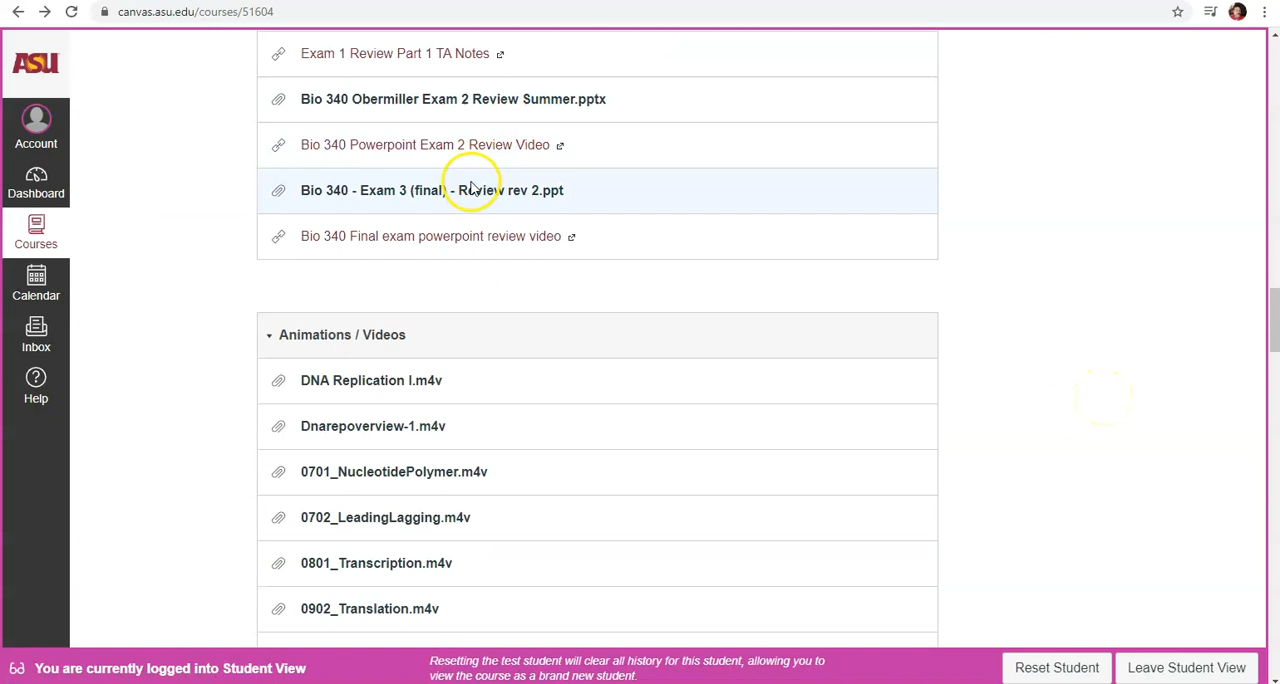 canvas.asu.edu/courses/51604
ASU
Account
Dashboard
Courses
Calendar
Inbox
Help
Exam 1 Review Part 1 TA Notes
Bio 340 Obermiller Exam 2 Review Summer.pptx
Bio 340 Powerpoint Exam 2 Review Video
Bio 340 - Exam 3 (final) - Review rev 2.ppt
Bio 340 Final exam powerpoint review video
Animations / Videos
DNA Replication I.m4v
Dnarepoverview-1.m4v
0701_NucleotidePolymer.m4v
0702_LeadingLagging.m4v
0801_Transcription.m4v
0902_Translation.m4v
You are currently logged into Student View
Resetting the test student will clear all history for this student, allowing you to
view the course as a brand new student.
Reset Student
Leave Student View